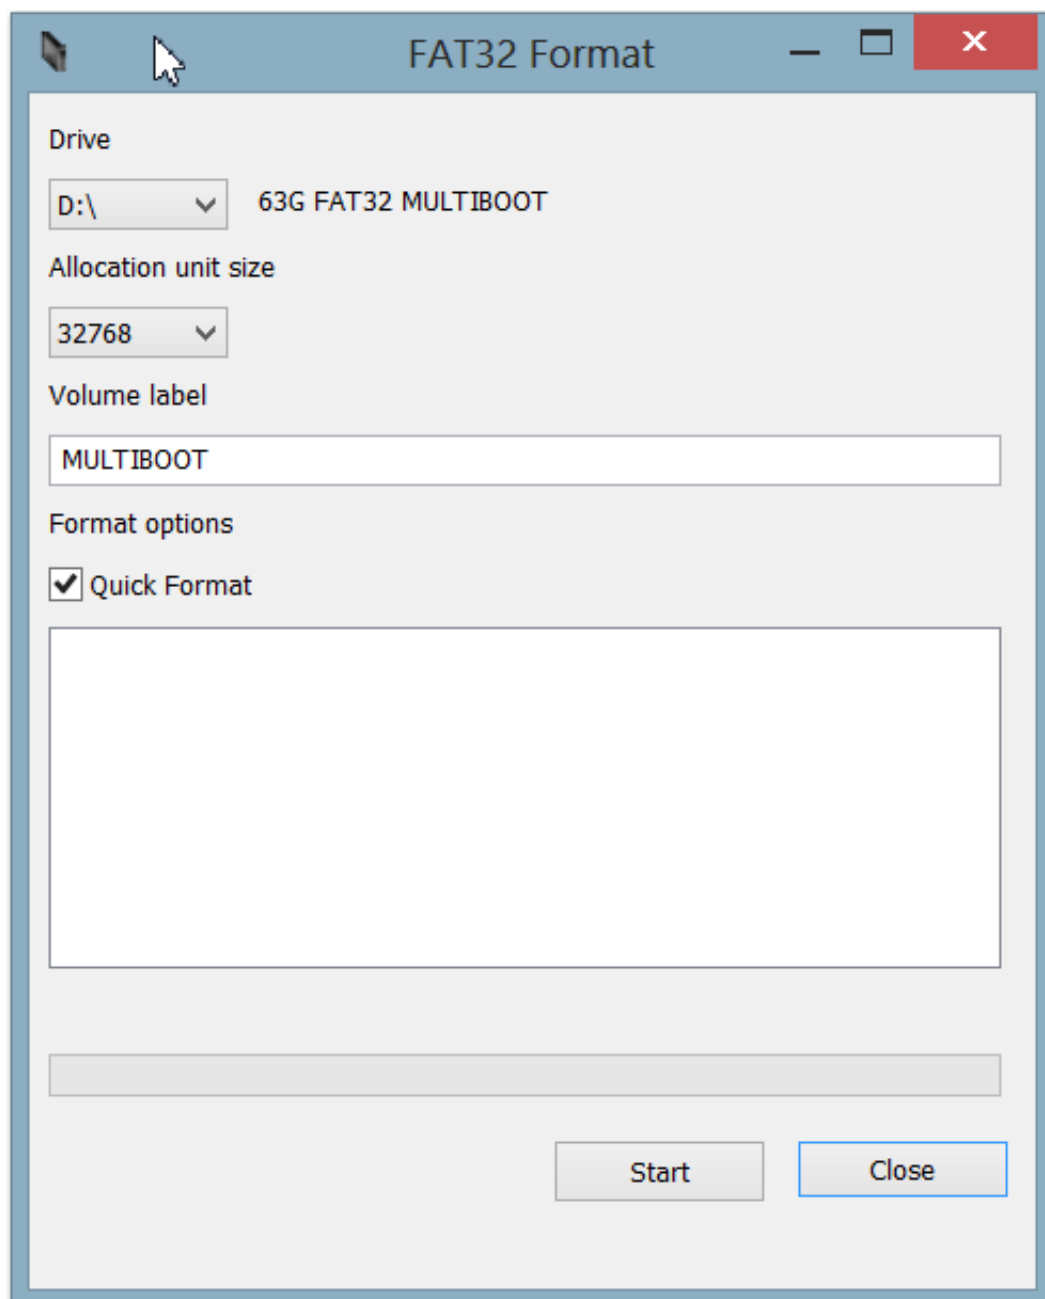 FAT32 Format
Drive
D:\ 63G FAT32 MULTIBOOT
Allocation unit size
32768
Volume label
MULTIBOOT
Format options
Quick Format
Start Close